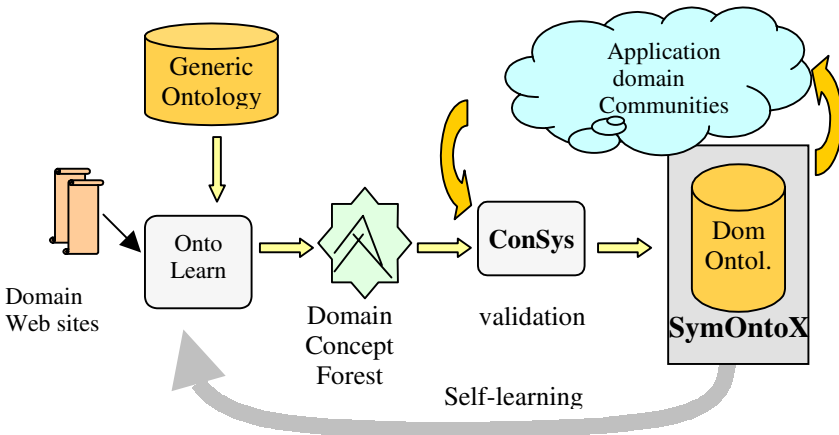 Generic
Ontology
Application
domain
Communities
Onto
Learn
ConSys
Dom
Ontol.
SymOntoX
Domain
Web sites
Domain
Concept
Forest
validation
Self-learning